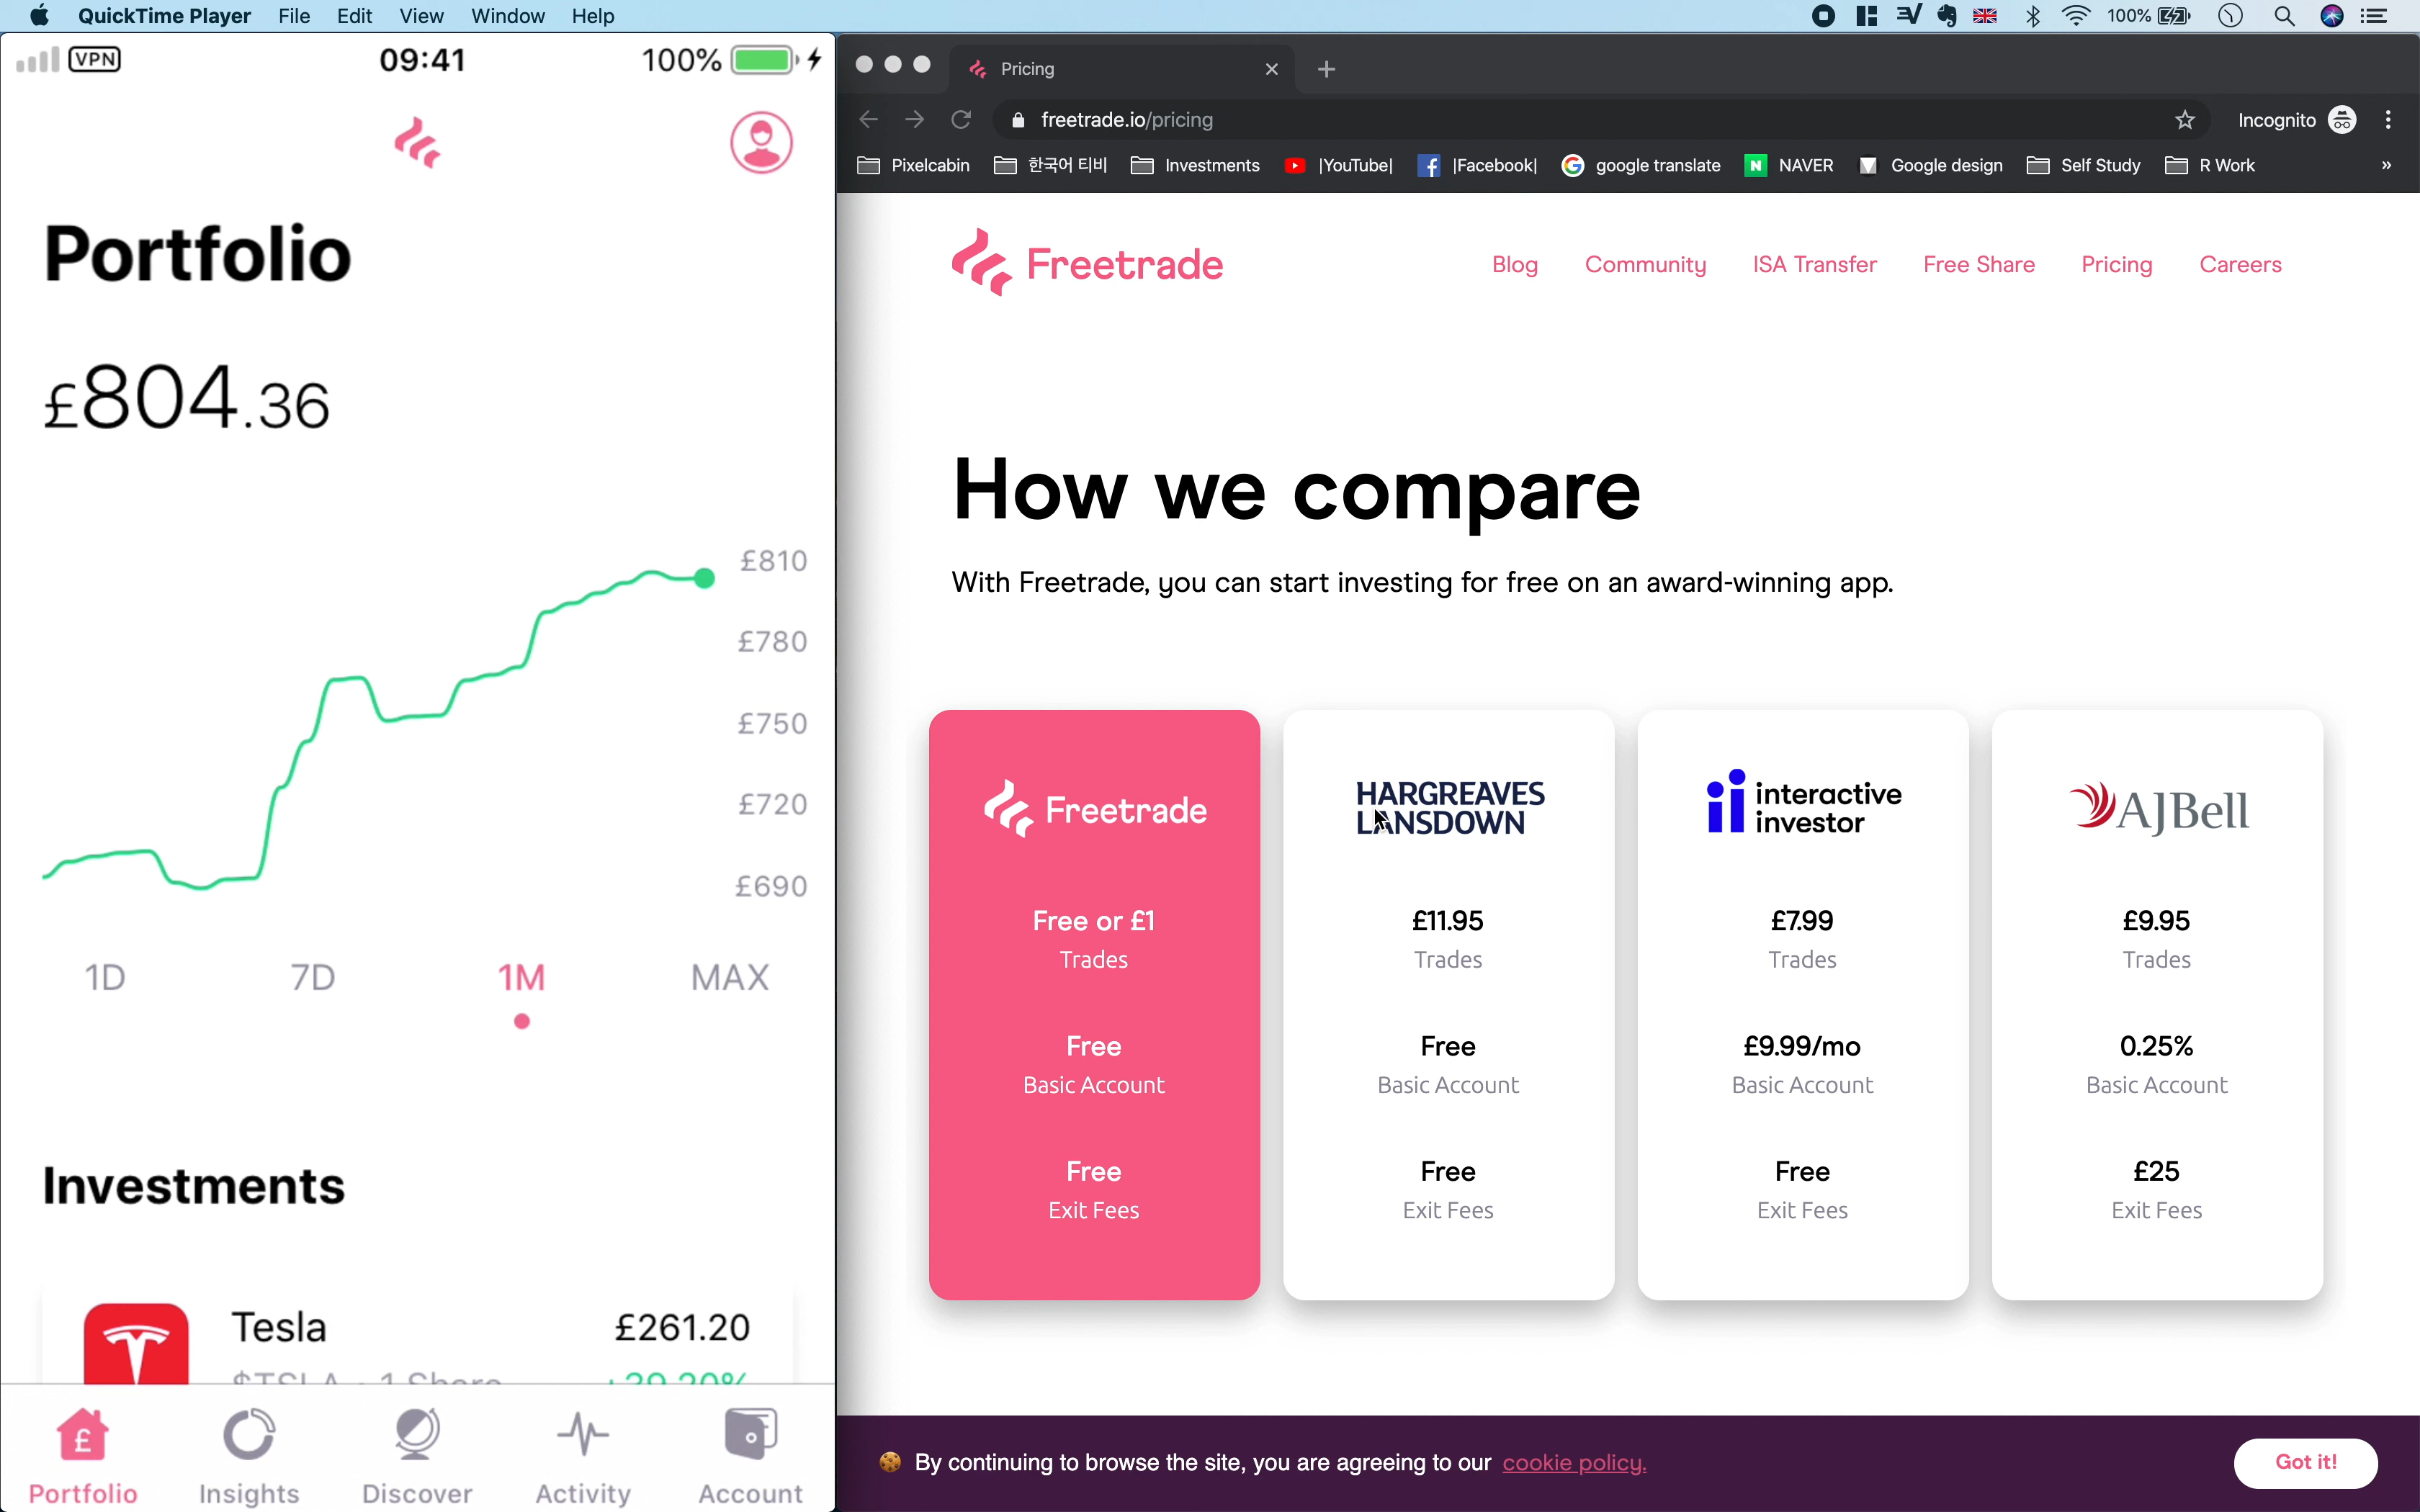 QuickTime Player File Edit View Window Help 100%
VPN 09:41 100%
Portfolio
£804.36
£810
£780
£750
£720
£690
1D 7D 1M MAX
Investments
Tesla £261.20
$TSLA 1 Share +39.20%
£
Portfolio Insights Discover Activity Account
Pricing
freetrade.io/pricing Incognito
Pixelcabin 한국어 티비 Investments |YouTube| |Facebook| google translate N NAVER Google design Self Study R Work »
Freetrade Blog Community ISA Transfer Free Share Pricing Careers
How we compare
With Freetrade, you can start investing for free on an award-winning app.
Freetrade
Free or £1
Trades
Free
Basic Account
Free
Exit Fees
HARGREAVES
LANSDOWN
£11.95
Trades
Free
Basic Account
Free
Exit Fees
interactive
investor
£7.99
Trades
£9.99/mo
Basic Account
Free
Exit Fees
AJBell
£9.95
Trades
0.25%
Basic Account
£25
Exit Fees
By continuing to browse the site, you are agreeing to our cookie policy. Got it!